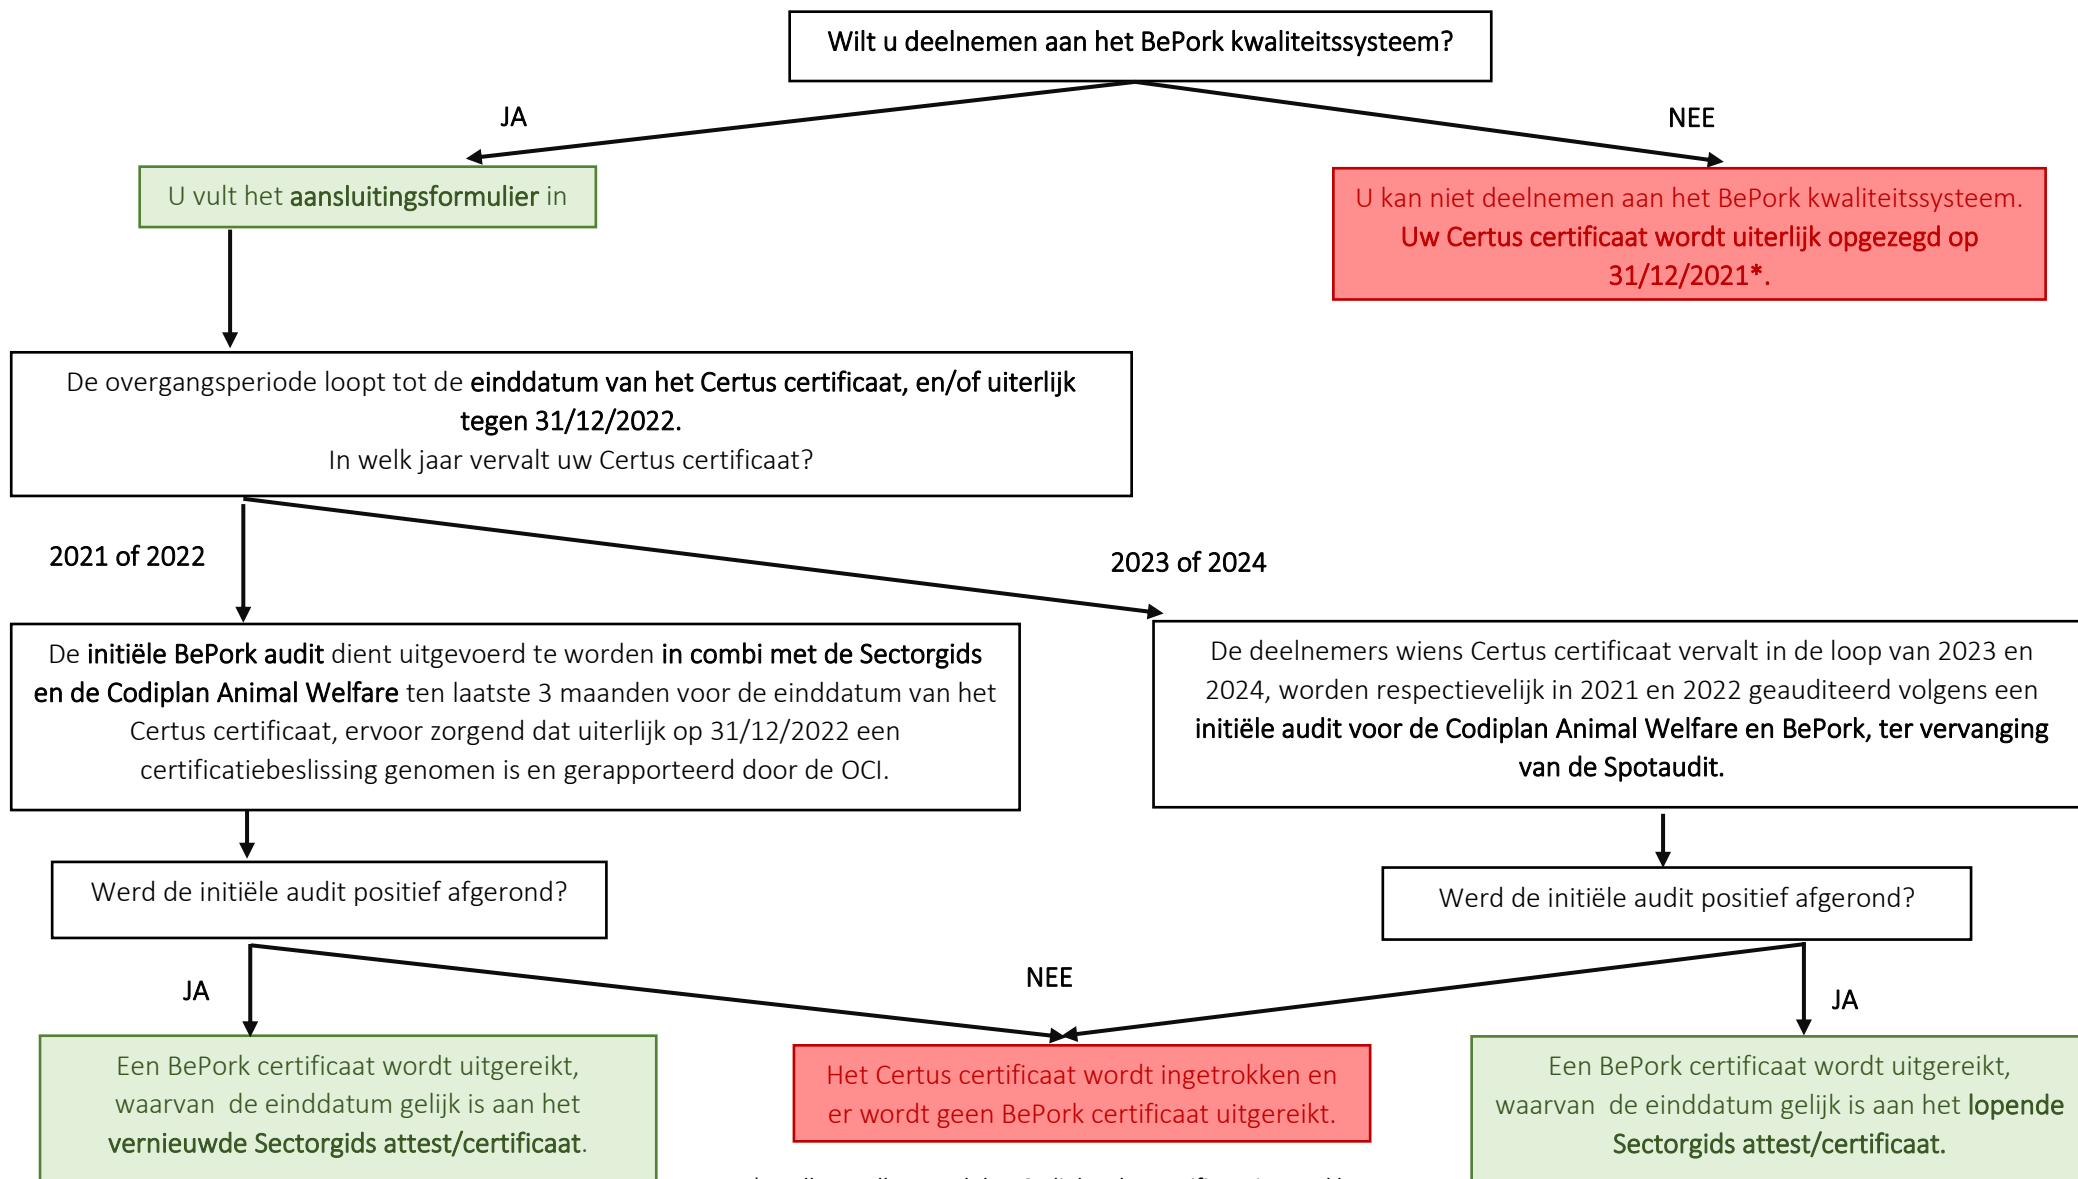 Wilt u deelnemen aan het BePork kwaliteitssysteem?
JA
NEE
U vult het aansluitingsformulier in
U kan niet deelnemen aan het BePork kwaliteitssysteem.
Uw Certus certificaat wordt uiterlijk opgezegd op
31/12/2021*.
De overgangsperiode loopt tot de einddatum van het Certus certificaat, en/of uiterlijk
tegen 31/12/2022.
In welk jaar vervalt uw Certus certificaat?
2021 of 2022
2023 of 2024
De initiële BePork audit dient uitgevoerd te worden in combi met de Sectorgids
en de Codiplan Animal Welfare ten laatste 3 maanden voor de einddatum van het
Certus certificaat, ervoor zorgend dat uiterlijk op 31/12/2022 een
certificatiebeslissing genomen is en gerapporteerd door de OCI.
De deelnemers wiens Certus certificaat vervalt in de loop van 2023 en
2024, worden respectievelijk in 2021 en 2022 geauditeerd volgens een
initiële audit voor de Codiplan Animal Welfare en BePork, ter vervanging
van de Spotaudit.
Werd de initiële audit positief afgerond?
Werd de initiële audit positief afgerond?
JA
NEE
JA
Een BePork certificaat wordt uitgereikt,
waarvan de einddatum gelijk is aan het
vernieuwde Sectorgids attest/certificaat.
Het Certus certificaat wordt ingetrokken en
er wordt geen BePork certificaat uitgereikt.
Een BePork certificaat wordt uitgereikt,
waarvan de einddatum gelijk is aan het lopende
Sectorgids attest/certificaat.